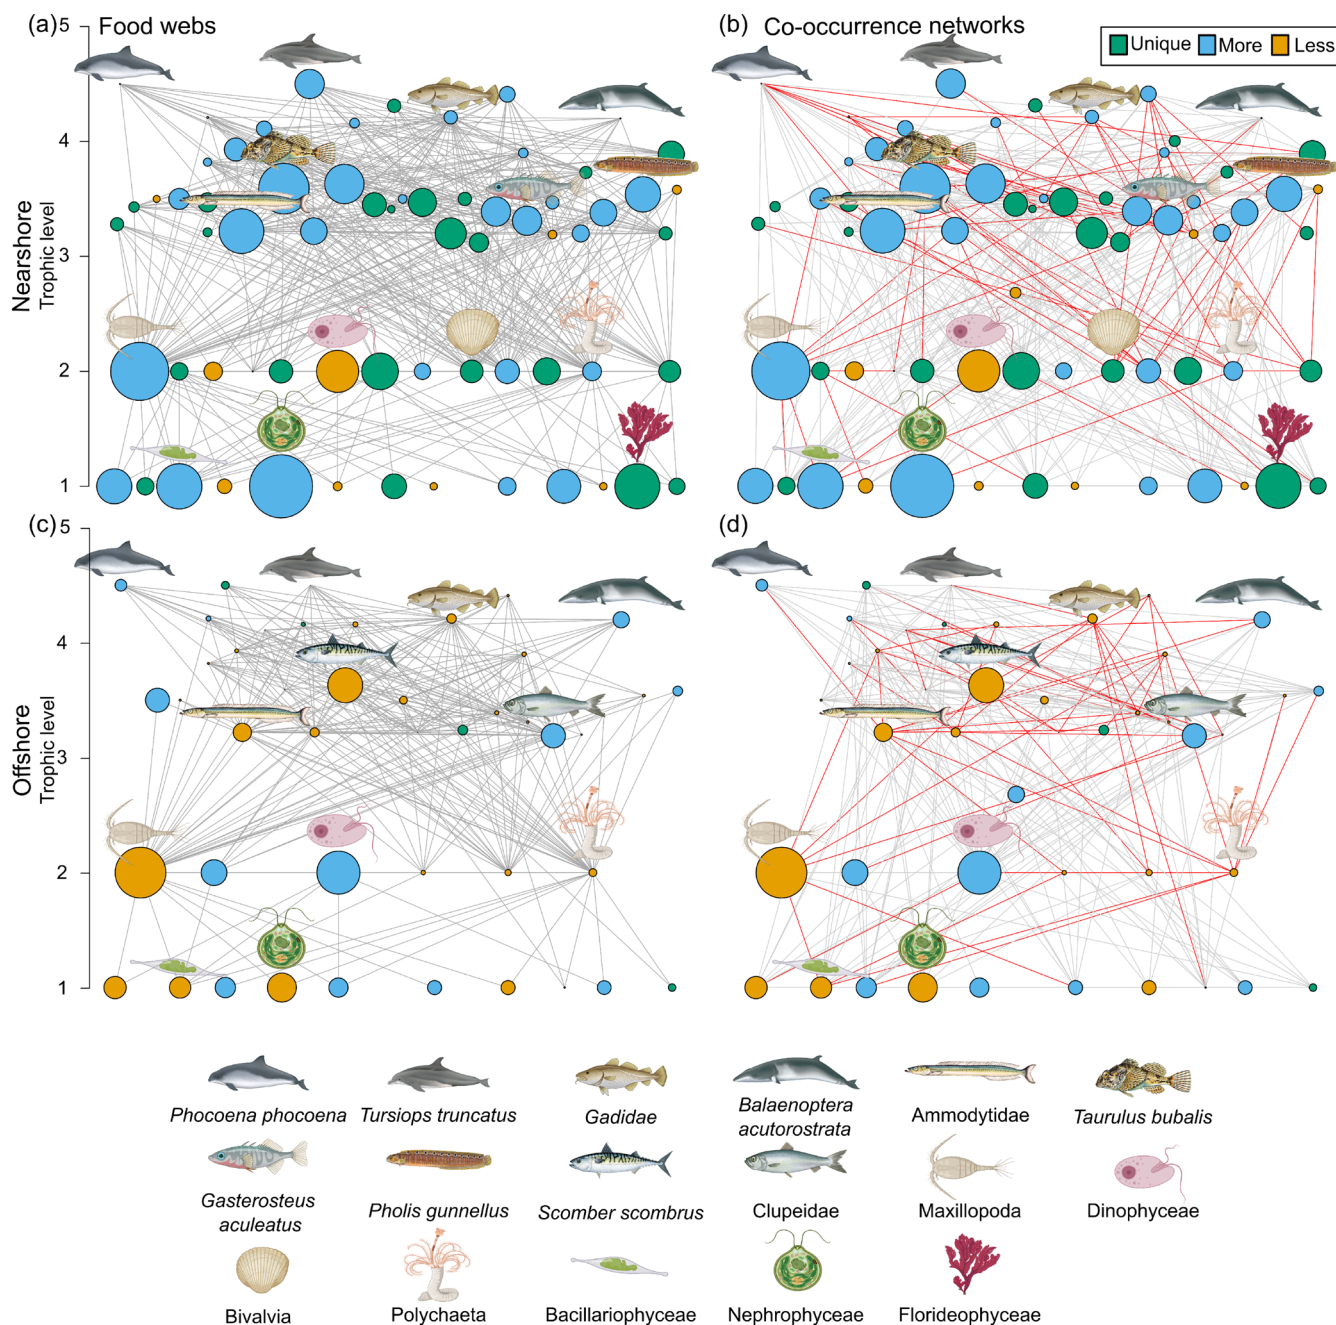 (a) Food webs
(b) Co-occurrence networks
Unique More Less
Nearshore
Trophic level
5
4
3
2
1
(c)
(d)
Offshore
Trophic level
5
4
3
2
1
Phocoena phocoena
Tursiops truncatus
Gadidae
Balaenoptera
acutorostrata
Ammodytidae
Taurulus bubalis
Gasterosteus
aculeatus
Pholis gunnellus
Scomber scombrus
Clupeidae
Maxillopoda
Dinophyceae
Bivalvia
Polychaeta
Bacillariophyceae
Nephrophyceae
Florideophyceae